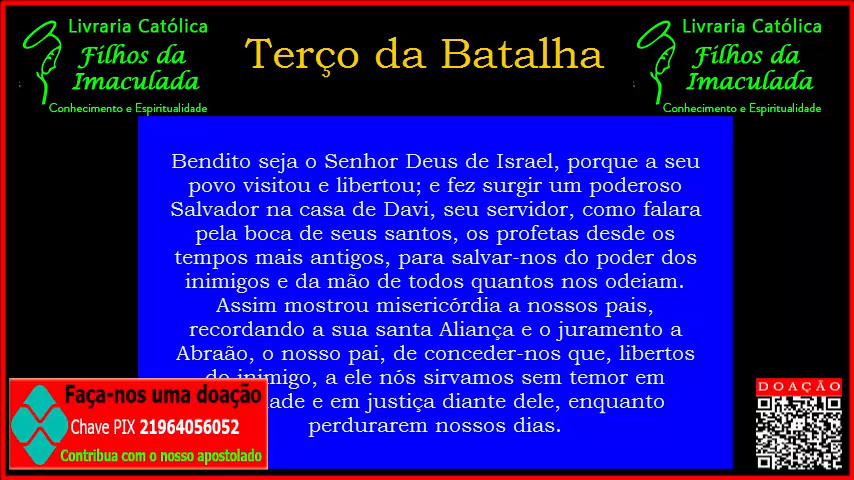 Livraria Católica
Filhos da
Imaculada
Conhecimento e Espiritualidade
Terço da Batalha
Livraria Católica
Filhos da
Imaculada
Conhecimento e Espiritualidade
Bendito seja o Senhor Deus de Israel, porque a seu
povo visitou e libertou; e fez surgir um poderoso
Salvador na casa de Davi, seu servidor, como falara
pela boca de seus santos, os profetas desde os
tempos mais antigos, para salvar-nos do poder dos
inimigos e da mão de todos quantos nos odeiam.
Assim mostrou misericórdia a nossos pais,
recordando a sua santa Aliança e o juramento a
Abraão, o nosso pai, de conceder-nos que, libertos
do inimigo, a ele nós sirvamos sem temor em
e em justiça diante dele, enquanto
perdurarem nossos dias.
Faça-nos uma doação
Chave PIX 21964056052
Contribua com o nosso apostolado
DOAÇÃO